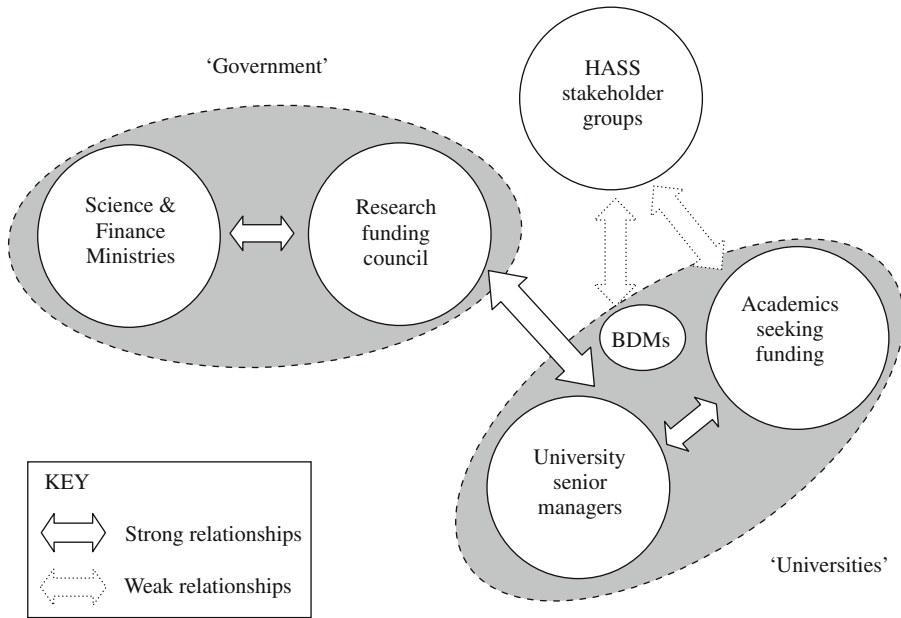 ‘Government’
HASS
stakeholder
groups
Science &
Finance
Ministries
Research
funding
council
BDMs
Academics
seeking
funding
University
senior
managers
‘Universities’
KEY
Strong relationships
Weak relationships